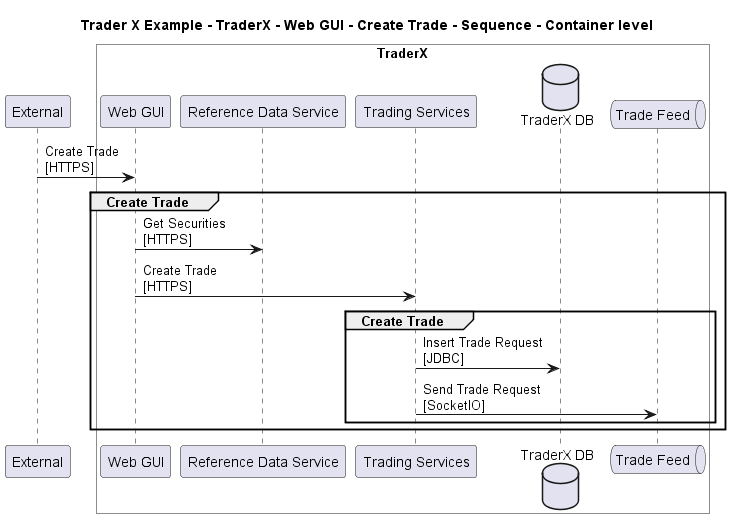 Trader X Example - TraderX - Web GUI - Create Trade - Sequence - Container level
TraderX
External
Web GUI
Reference Data Service
Trading Services
TraderX DB
Trade Feed
Create Trade
[HTTPS]
Create Trade
Get Securities
[HTTPS]
Create Trade
[HTTPS]
Create Trade
Insert Trade Request
[JDBC]
Send Trade Request
[SocketIO]
External
Web GUI
Reference Data Service
Trading Services
TraderX DB
Trade Feed